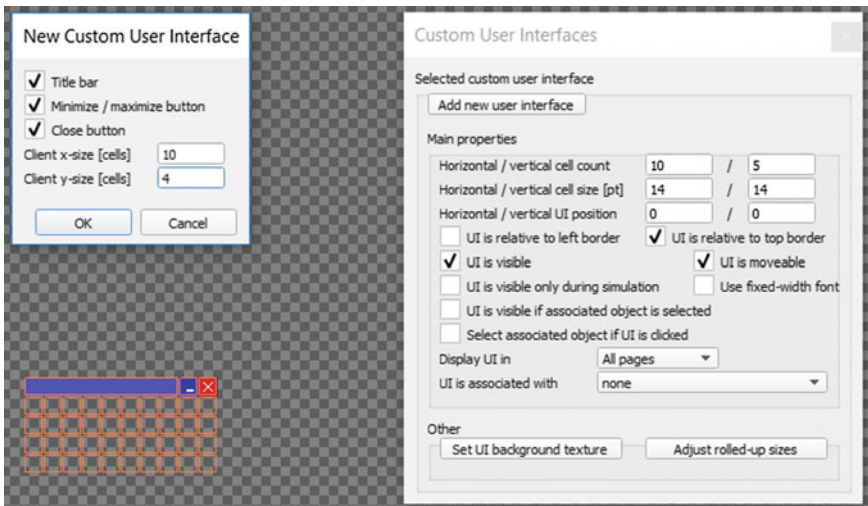 New Custom User Interface
Title bar
Minimize / maximize button
Close button
Client x-size [cells] 10
Client y-size [cells] 4
OK Cancel
Custom User Interfaces
Selected custom user interface
Add new user interface
Main properties
Horizontal / vertical cell count 10 / 5
Horizontal / vertical cell size [pt] 14 / 14
Horizontal / vertical UI position 0 / 0
UI is relative to left border UI is relative to top border
UI is visible UI is moveable
UI is visible only during simulation Use fixed-width font
UI is visible if associated object is selected
Select associated object if UI is clicked
Display UI in All pages
UI is associated with none
Other
Set UI background texture Adjust rolled-up sizes